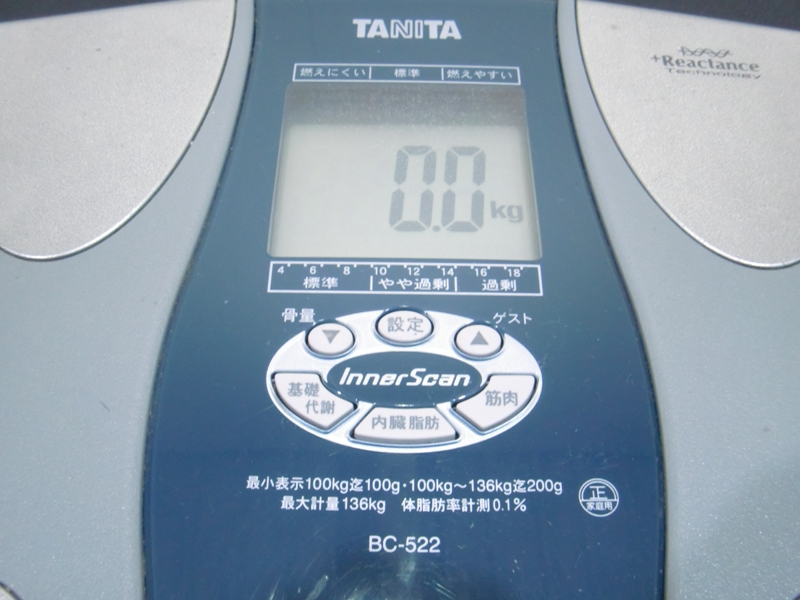 TANITA
+Reactance
Technology
燃えにくい 標準 燃えやすい
0.0kg
4 6 8 10 12 14 16 18
標準 やや過剰 過剰
骨量 ▼ 設定 ▲ ゲスト
InnerScan
基礎
代謝
内臓脂肪
筋肉
最小表示100kg迄100g・100kg〜136kg迄200g
最大計量136kg 体脂肪率計測0.1%
正
家庭用
BC-522